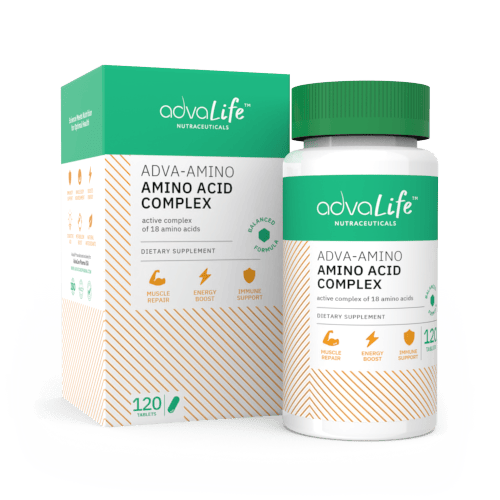 advaLife™
NUTRACEUTICALS
ADVA-AMINO
AMINO ACID
COMPLEX
active complex
of 18 amino acids
BALANCED
FORMULA
DIETARY SUPPLEMENT
MUSCLE
REPAIR
ENERGY
BOOST
IMMUNE
SUPPORT
120
TABLETS
advaLife™
NUTRACEUTICALS
ADVA-AMINO
AMINO ACID
COMPLEX
active complex of 18 amino acids
DIETARY SUPPLEMENT
MUSCLE
REPAIR
ENERGY
BOOST
IMMUNE
SUPPORT
120
TABLETS